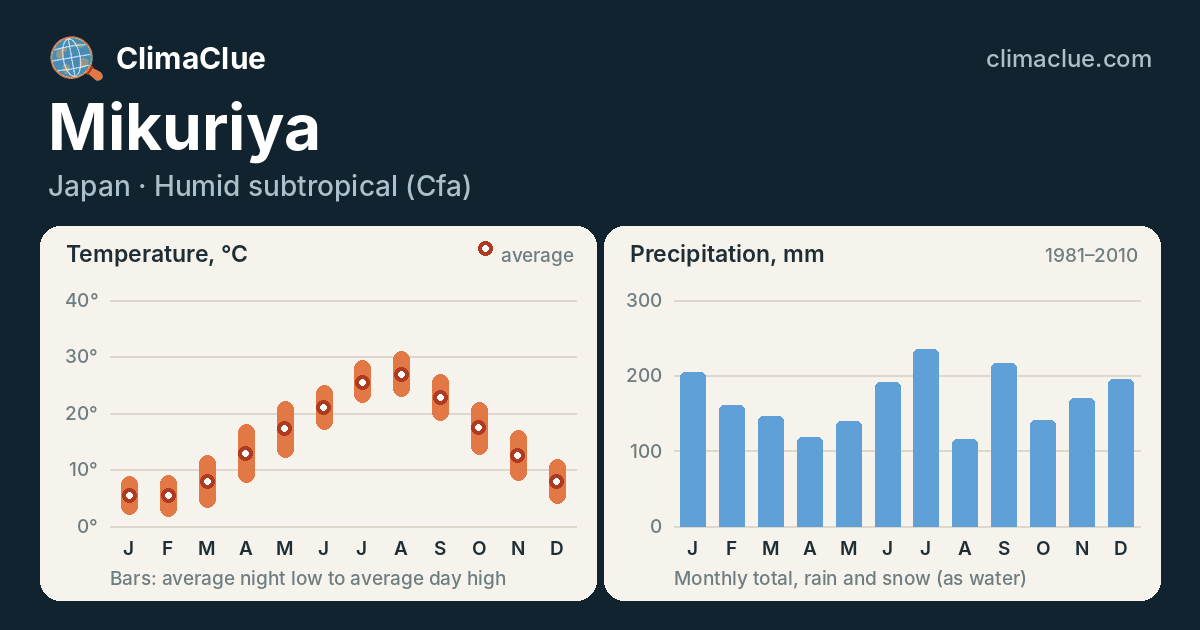 ClimaClue
climaclue.com
Mikuriya
Japan · Humid subtropical (Cfa)
Temperature, °C
average
40°
30°
20°
10°
0°
J F M A M J J A S O N D
Bars: average night low to average day high
Precipitation, mm
1981–2010
300
200
100
0
J F M A M J J A S O N D
Monthly total, rain and snow (as water)